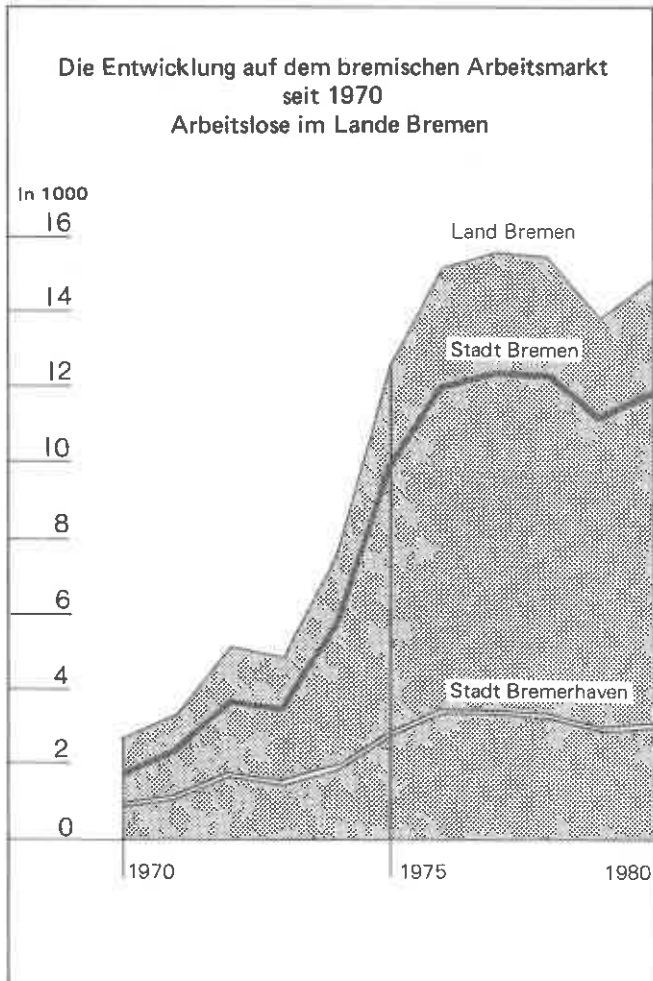 Die Entwicklung auf dem bremischen Arbeitsmarkt
seit 1970
Arbeitslose im Lande Bremen
In 1000
16
Land Bremen
14
Stadt Bremen
12
10
8
6
4
Stadt Bremerhaven
2
0
1970
1975
1980